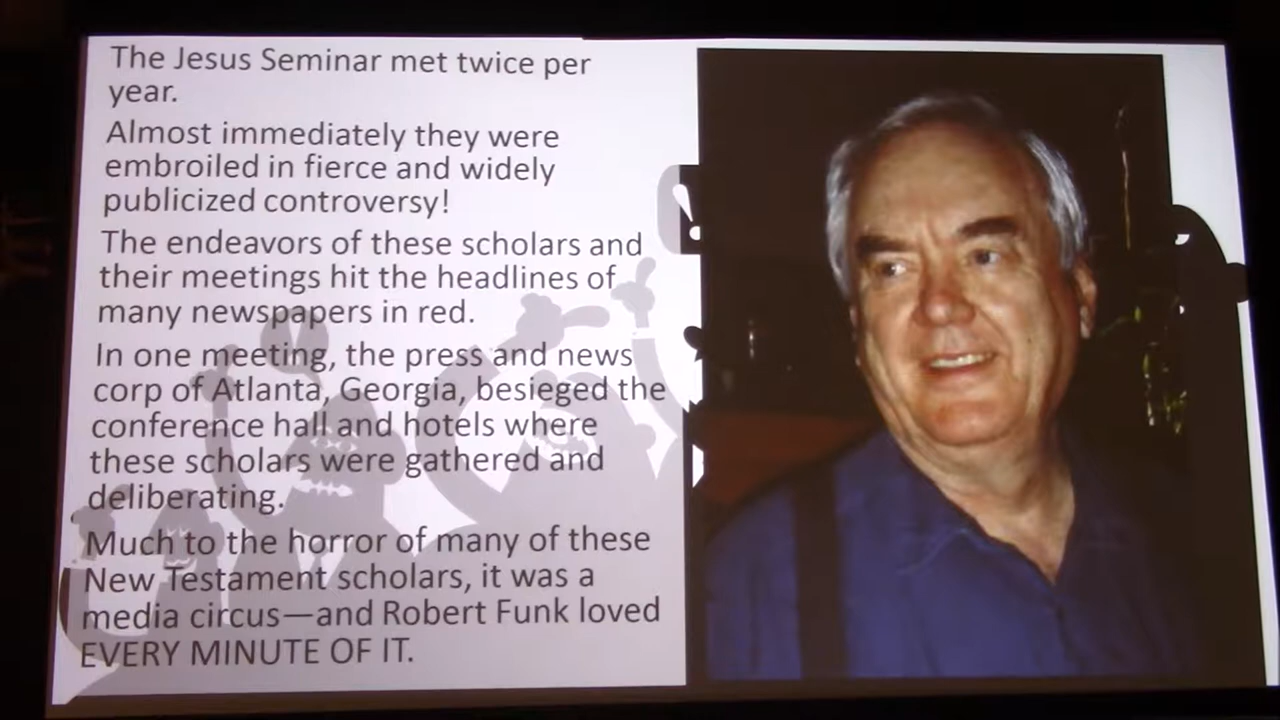 The Jesus Seminar met twice per
year.
Almost immediately they were
embroiled in fierce and widely
publicized controversy!
The endeavors of these scholars and
their meetings hit the headlines of
many newspapers in red.
In one meeting, the press and news
corp of Atlanta, Georgia, besieged the
conference hall and hotels where
these scholars were gathered and
deliberating.
Much to the horror of many of these
New Testament scholars, it was a
media circus—and Robert Funk loved
EVERY MINUTE OF IT.